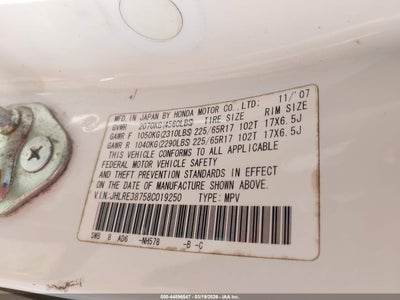 MFD. IN JAPAN BY HONDA MOTOR CO., LTD: 11/'07
GVWR 2070KG(4560LBS) TIRE SIZE RIM SIZE
GAWR F 1050KG(2310LBS) 225/65R17 102T 17X6.5J
GAWR R 1040KG(2290LBS) 225/65R17 102T 17X6.5J
THIS VEHICLE CONFORMS TO ALL APPLICABLE
FEDERAL MOTOR VEHICLE SAFETY
AND THEFT PREVENTION STANDARDS IN EFFECT ON
THE DATE OF MANUFACTURE SHOWN ABOVE.
V.I.N.:JHLRE38758C019250 TYPE: MPV
SWB B AD6 -NH578 -B -C